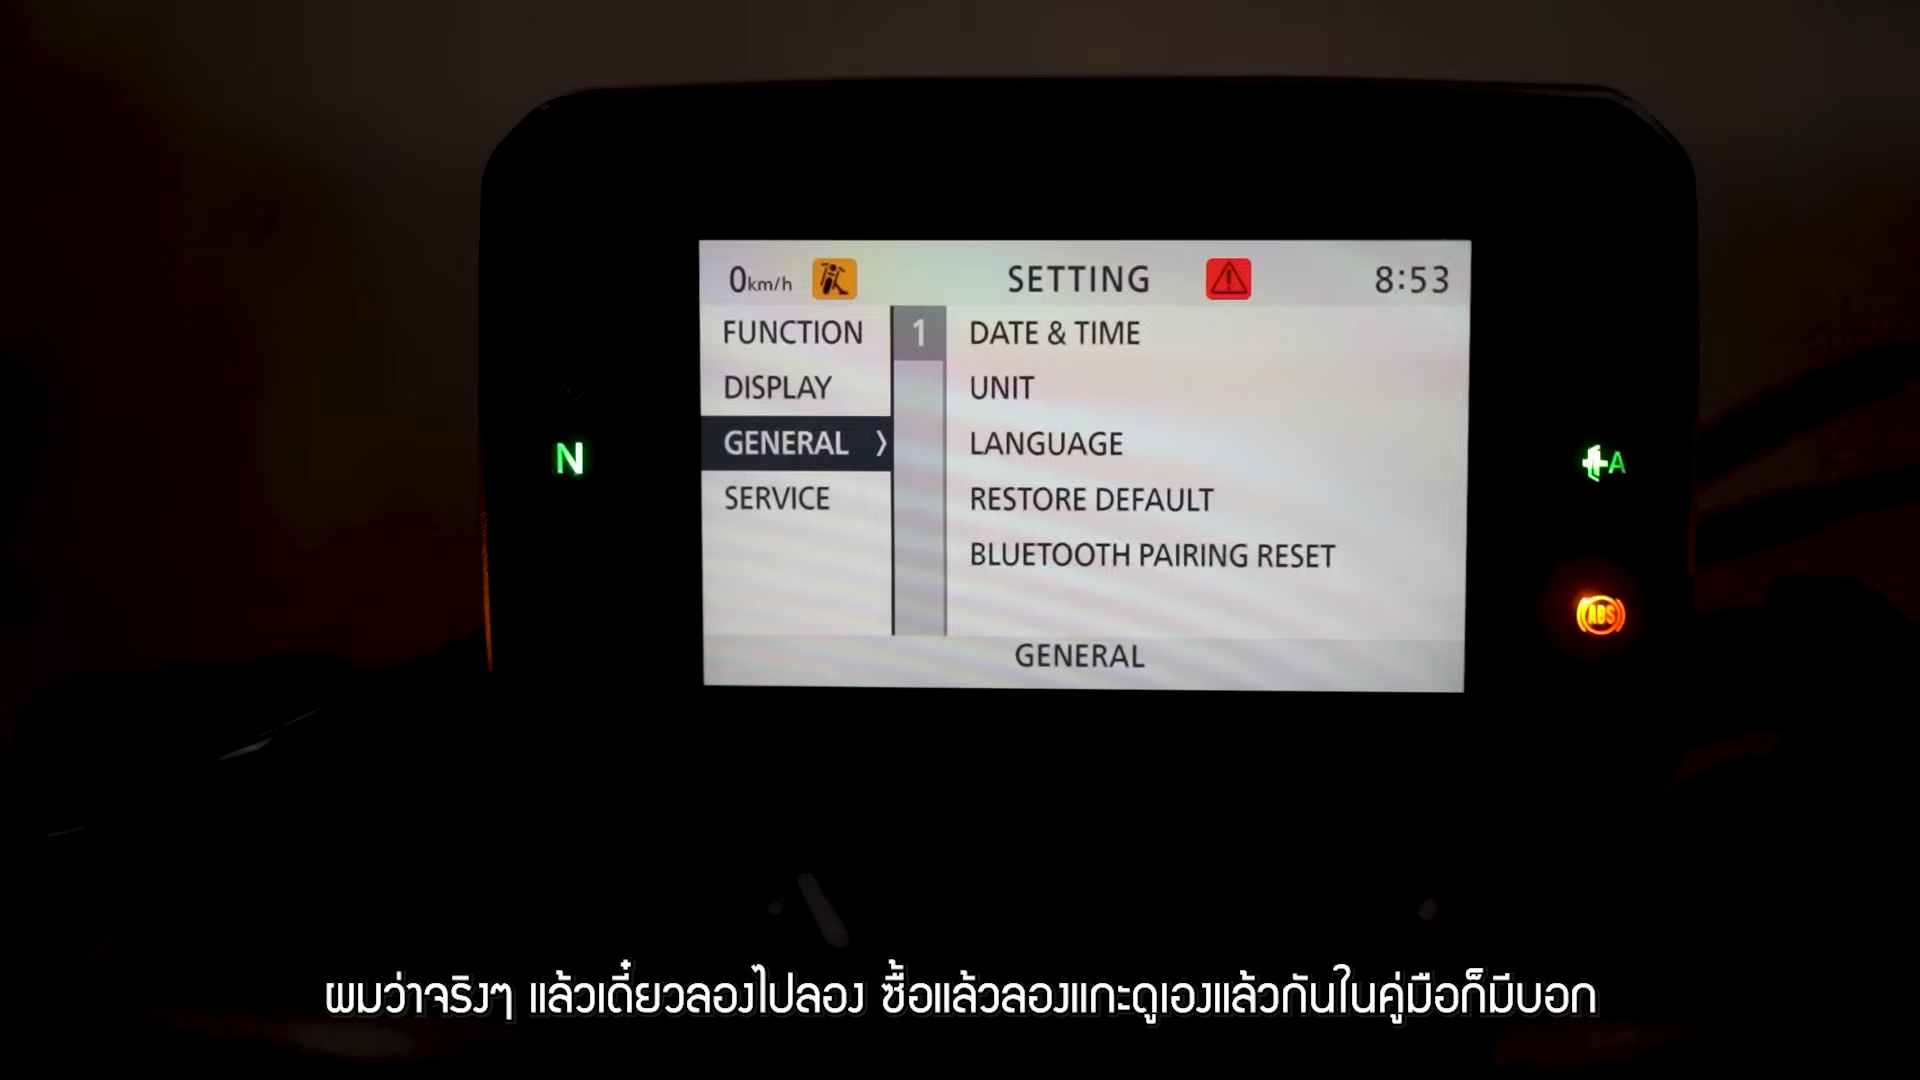 0km/h SETTING 8:53
FUNCTION 1 DATE & TIME
DISPLAY UNIT
GENERAL LANGUAGE
SERVICE RESTORE DEFAULT
BLUETOOTH PAIRING RESET
GENERAL
N
A
ABS
ผมว่าจริงๆ แล้วเดี๋ยวลองไปลอง ซื้อแล้วลองแกะดูเองแล้วกันในคู่มือก็มีบอก